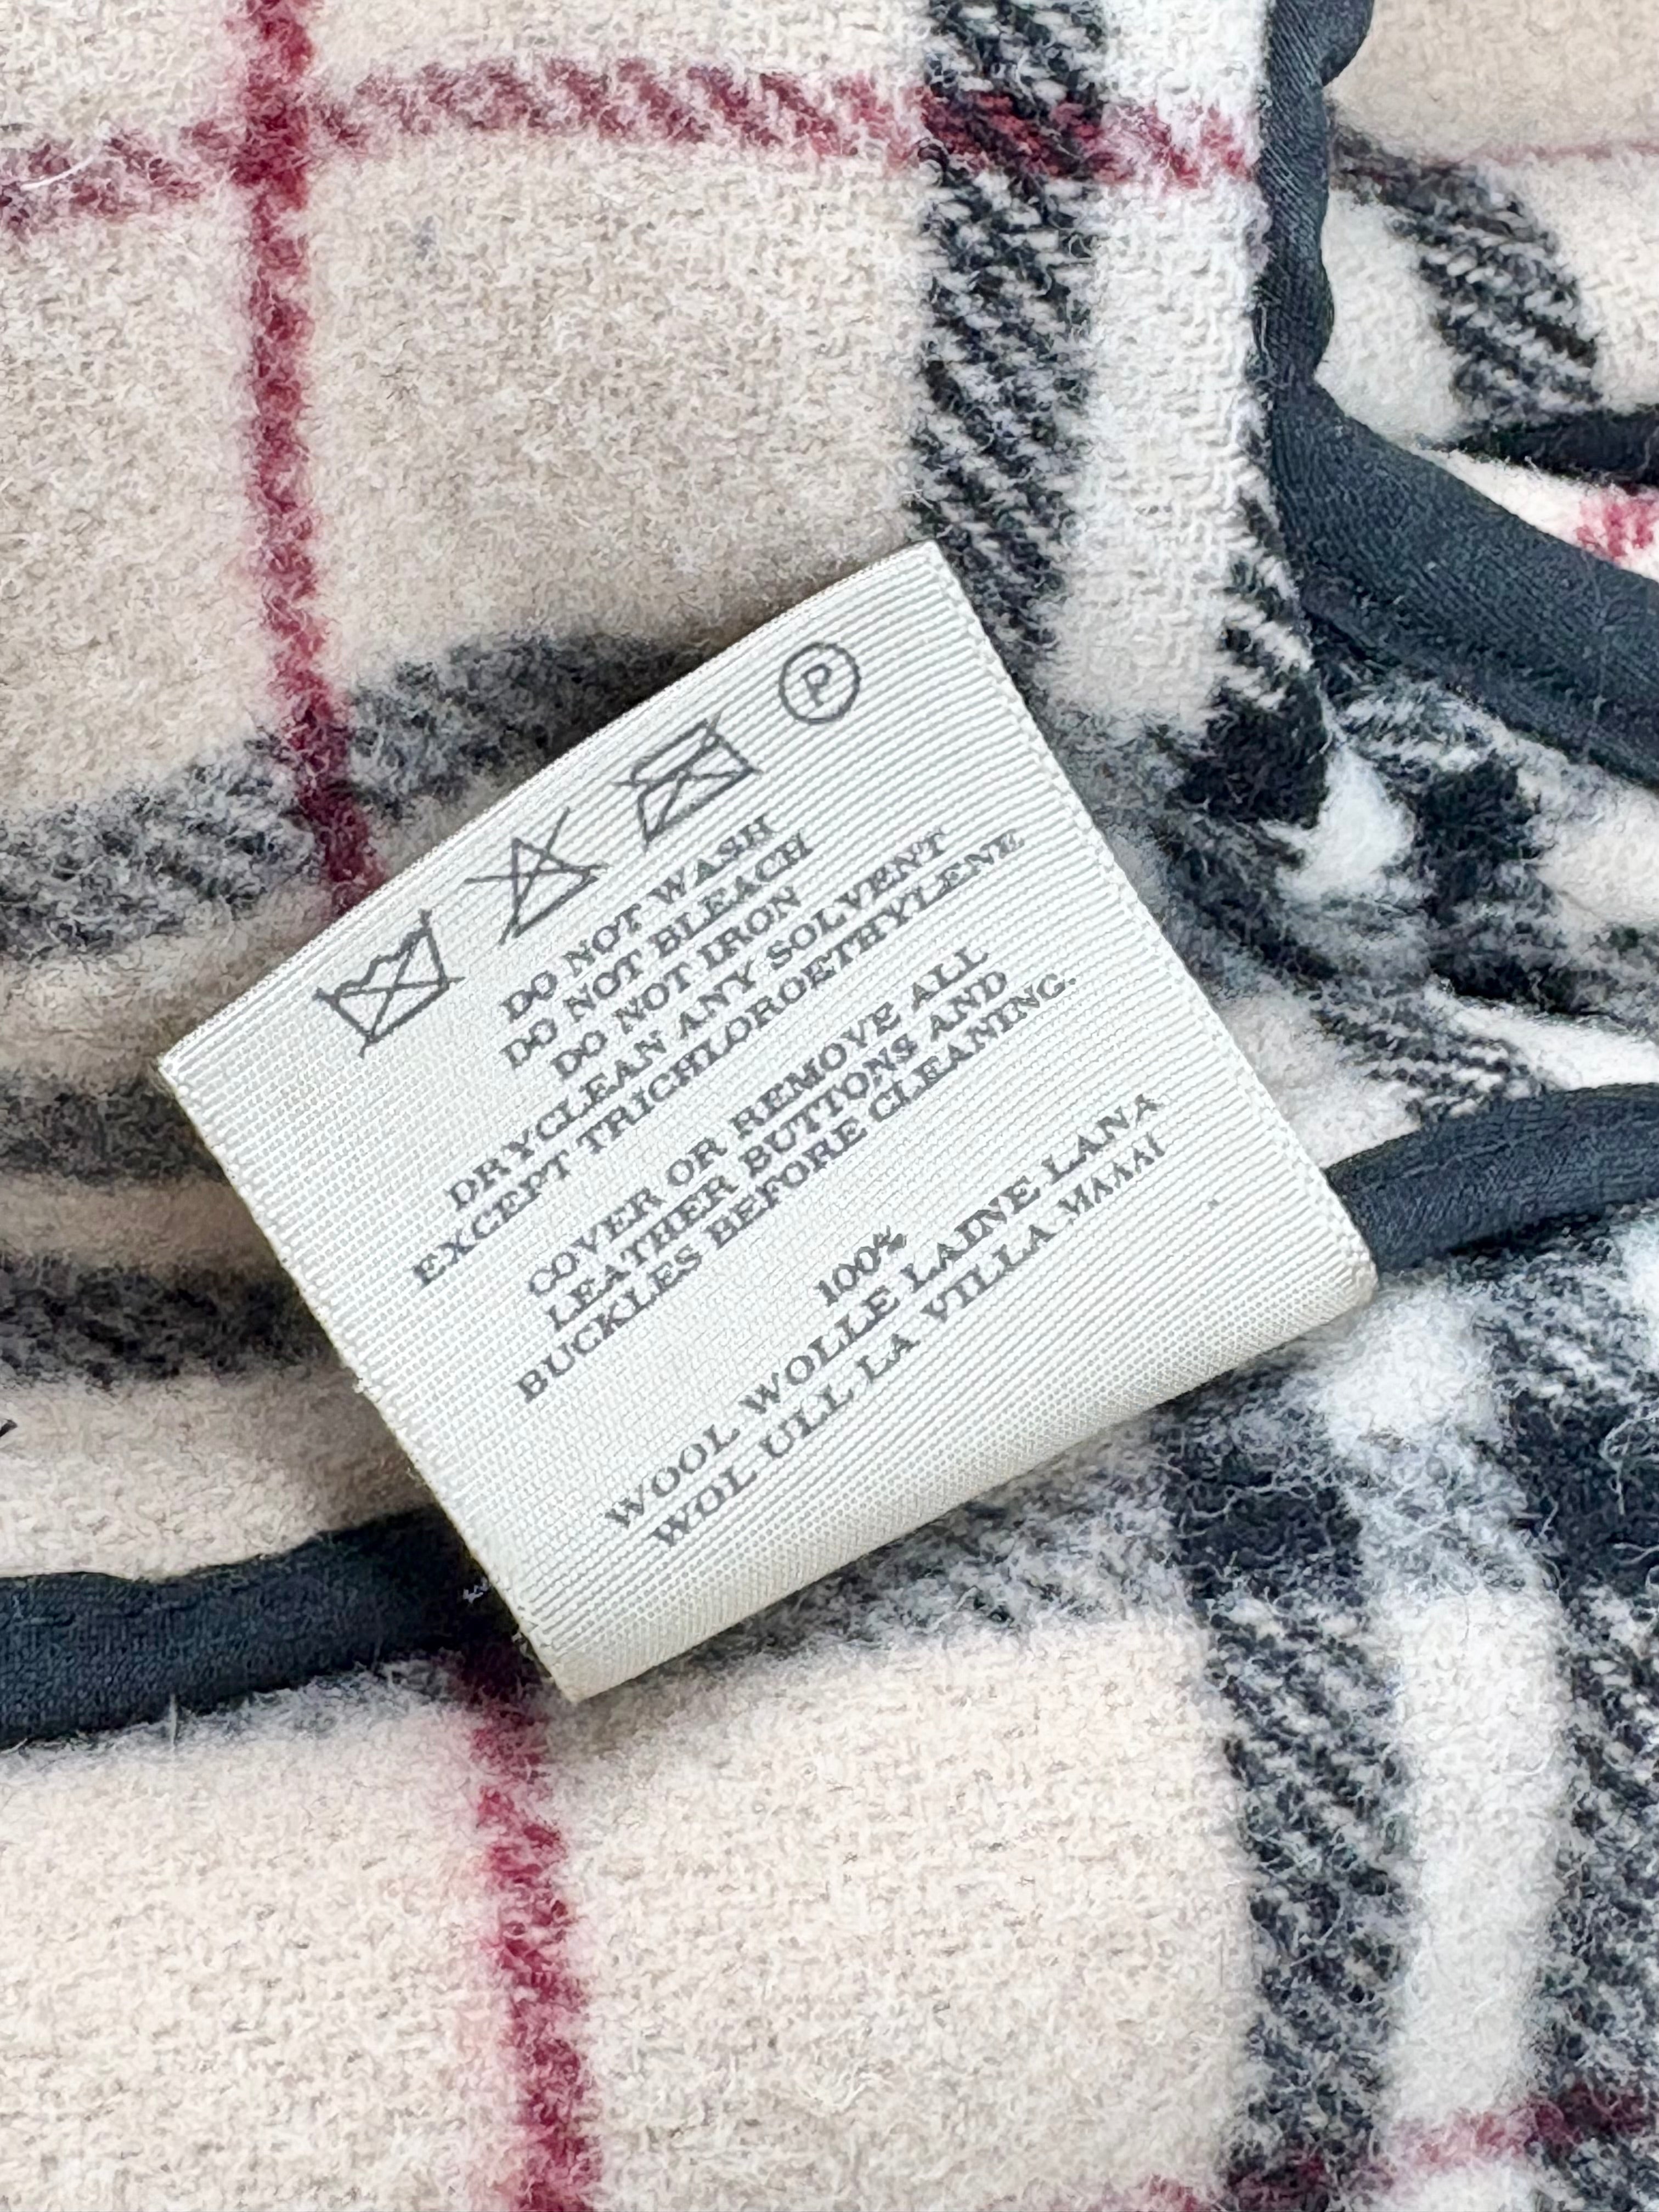 P
DO NOT WASH
DO NOT BLEACH
DO NOT IRON
DRYCLEAN ANY SOLVENT
EXCEPT TRICHLOROETHYLENE
COVER OR REMOVE ALL
LEATHER BUTTONS AND
BUCKLES BEFORE CLEANING.
100%
WOOL WOLLE LAINE LANA
WOL ULL LA VILLA ΜΑΛΛΙ